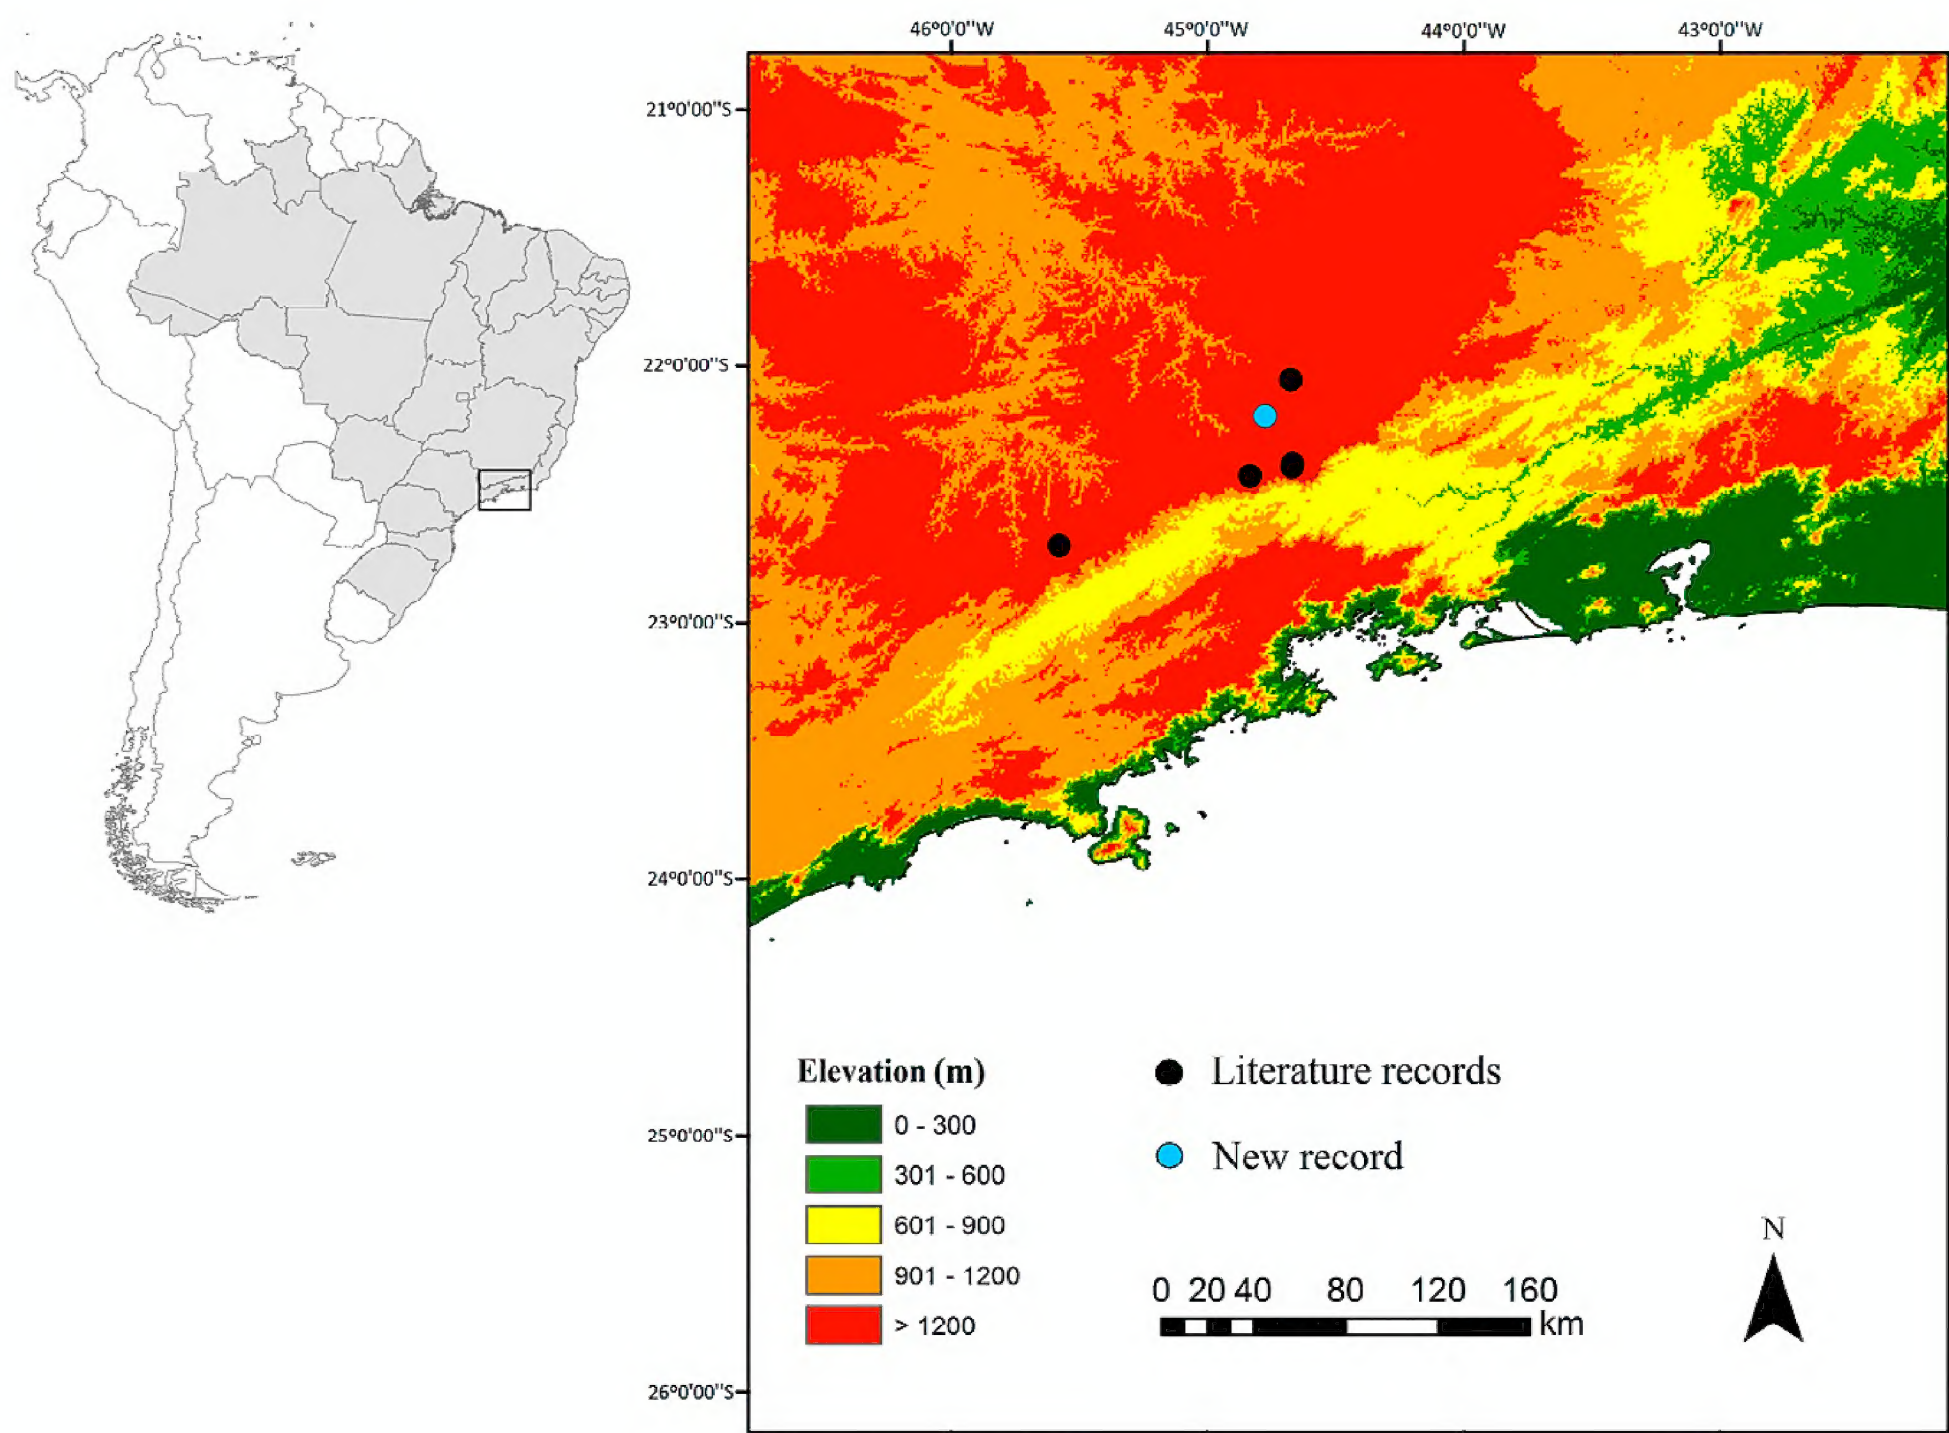 46°0'0"W 45°0'0"W 44°0'0"W 43°0'0"W
21°0'00"S
22°0'00"S
23°0'00"S
24°0'00"S
25°0'00"S
26°0'00"S
Elevation (m)
0 - 300
301 - 600
601 - 900
901 - 1200
> 1200
Literature records
New record
0 20 40 80 120 160
km
N